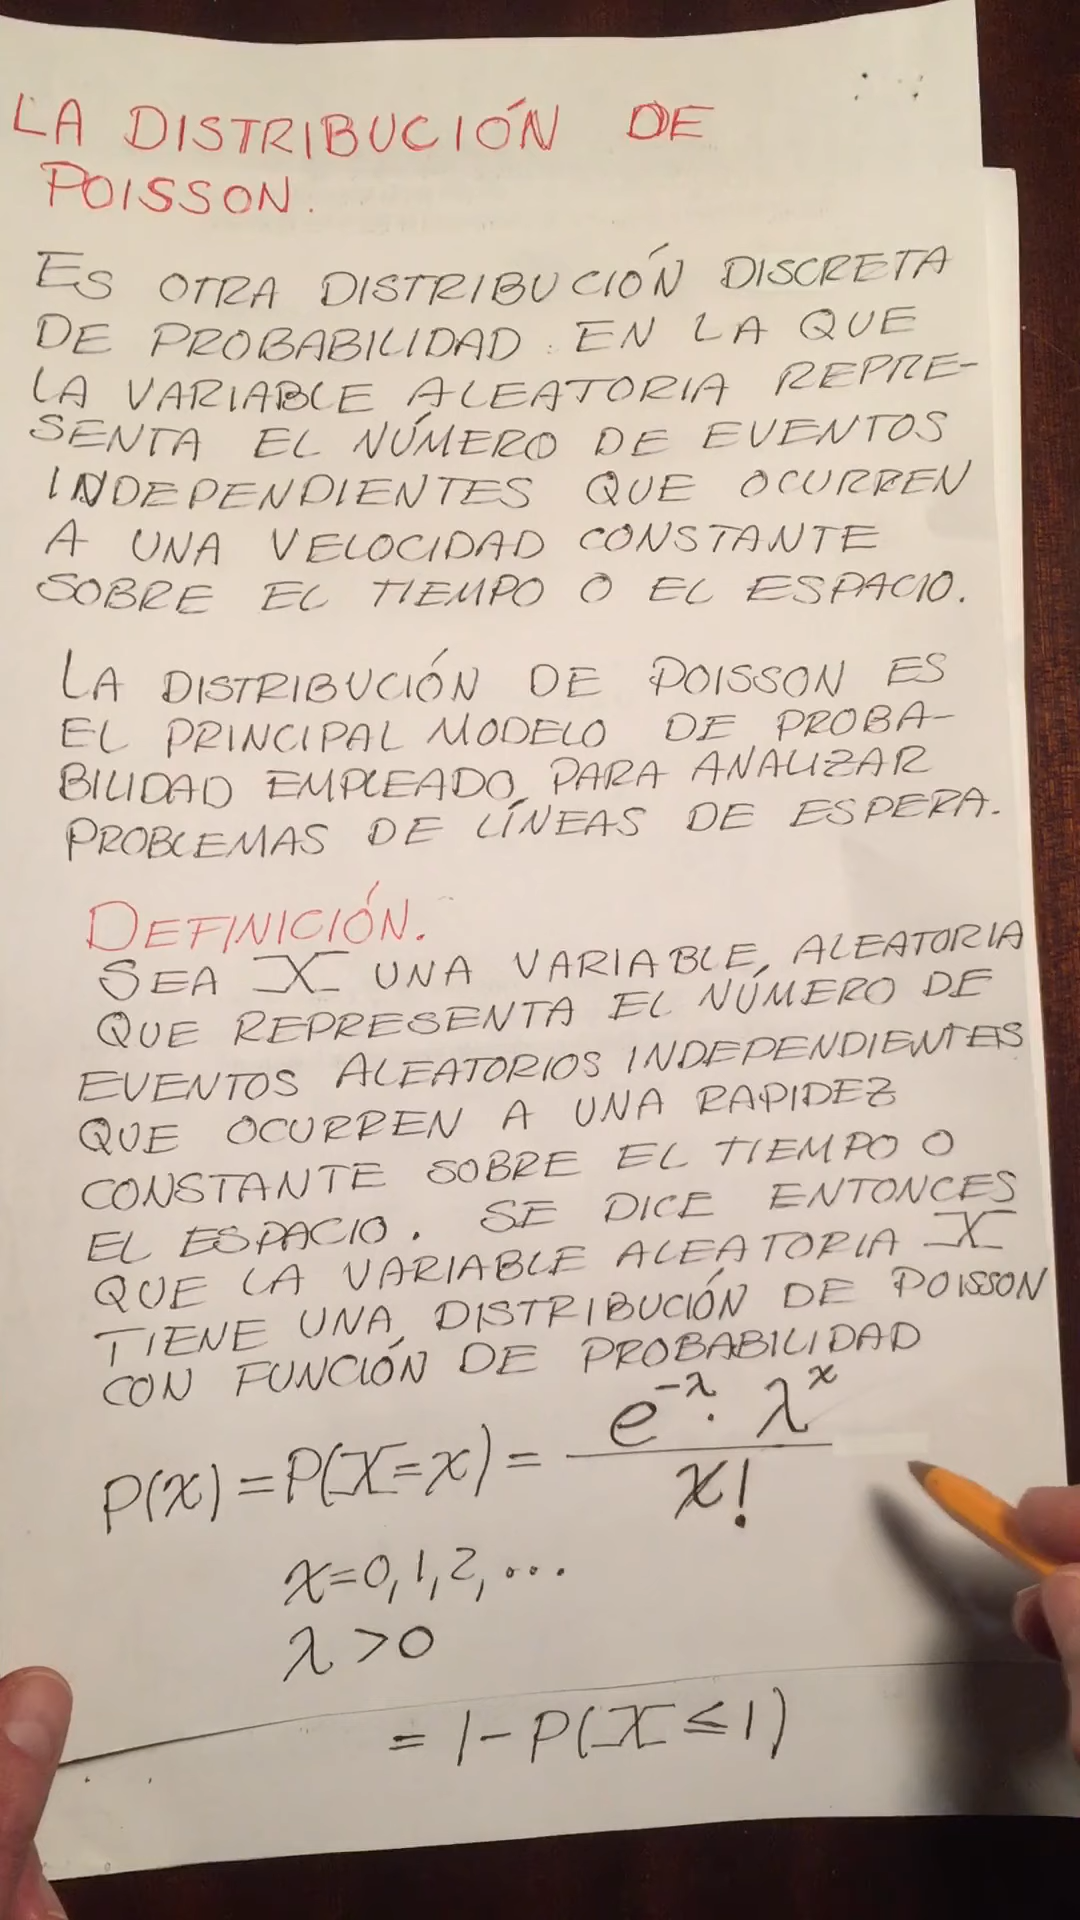 LA DISTRIBUCIÓN DE
POISSON.
ES OTRA DISTRIBUCIÓN DISCRETA
DE PROBABILIDAD EN LA QUE
LA VARIABLE ALEATORIA REPRE-
SENTA EL NÚMERO DE EVENTOS
INDEPENDIENTES QUE OCURREN
A UNA VELOCIDAD CONSTANTE
SOBRE EL TIEMPO O EL ESPACIO.
LA DISTRIBUCIÓN DE POISSON ES
EL PRINCIPAL MODELO DE PROBA-
BILIDAD EMPLEADO PARA ANALIZAR
PROBLEMAS DE LÍNEAS DE ESPERA.
DEFINICIÓN.
SEA X UNA VARIABLE ALEATORIA
QUE REPRESENTA EL NÚMERO DE
EVENTOS ALEATORIOS INDEPENDIENTES
QUE OCURREN A UNA RAPIDEZ
CONSTANTE SOBRE EL TIEMPO O
EL ESPACIO. SE DICE ENTONCES
QUE LA VARIABLE ALEATORIA X
TIENE UNA DISTRIBUCIÓN DE POISSON
CON FUNCIÓN DE PROBABILIDAD
P(x) = P(X=x) = e^-λ · λ^x / x!
x=0,1,2,...
λ >0
= 1-P(X ≤ 1)